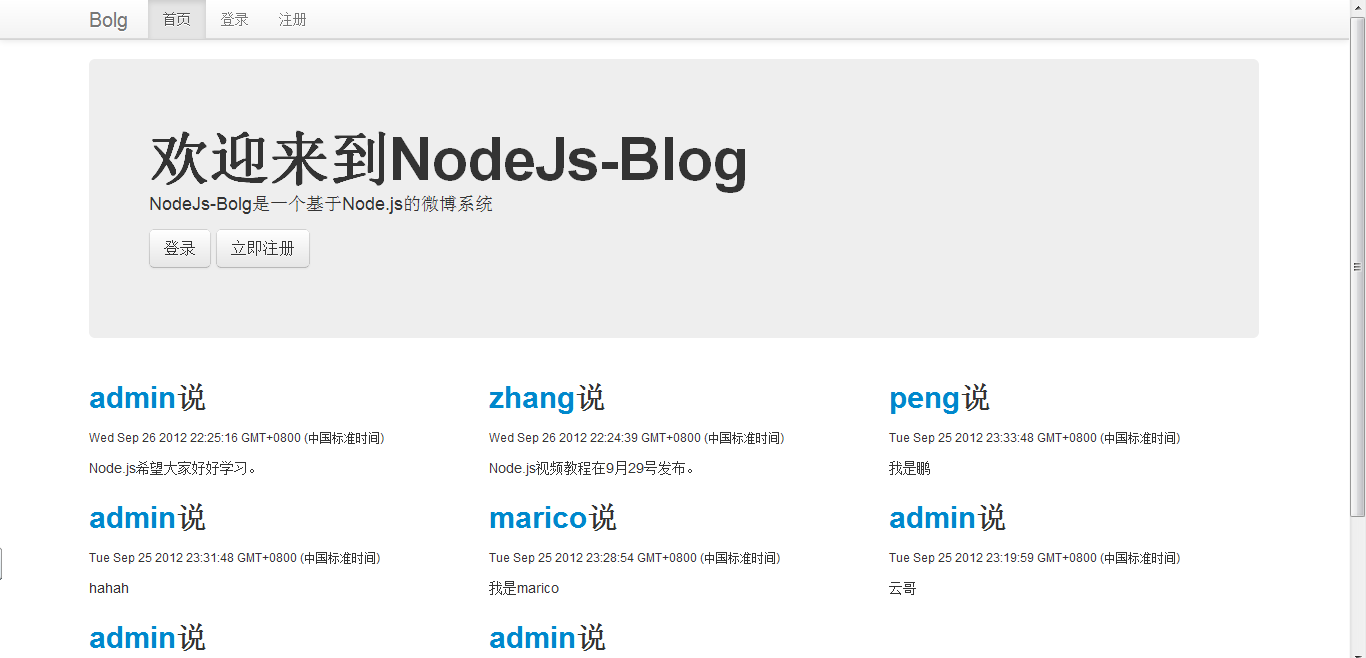 Bolg 首页 登录 注册
欢迎来到NodeJs-Blog
NodeJs-Bolg是一个基于Node.js的微博系统
登录 立即注册
admin说 zhang说 peng说
Wed Sep 26 2012 22:25:16 GMT+0800 (中国标准时间) Wed Sep 26 2012 22:24:39 GMT+0800 (中国标准时间) Tue Sep 25 2012 23:33:48 GMT+0800 (中国标准时间)
Node.js希望大家好好学习。 Node.js视频教程在9月29号发布。 我是鹏
admin说 marico说 admin说
Tue Sep 25 2012 23:31:48 GMT+0800 (中国标准时间) Tue Sep 25 2012 23:28:54 GMT+0800 (中国标准时间) Tue Sep 25 2012 23:19:59 GMT+0800 (中国标准时间)
hahah 我是marico 云哥
admin说 admin说